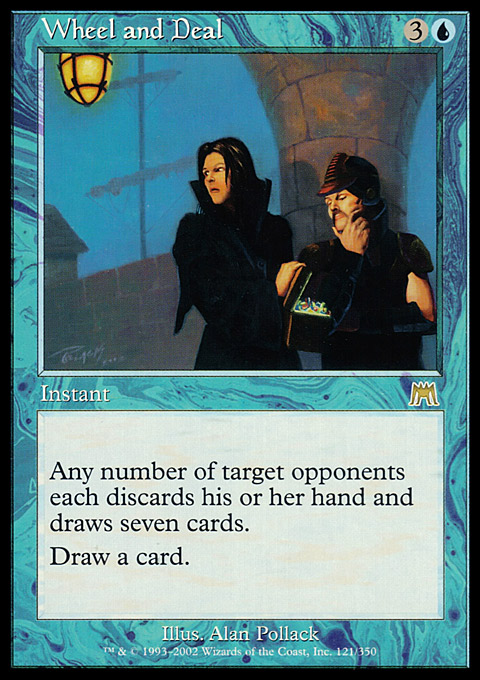 Wheel and Deal 3
Instant
Any number of target opponents
each discards his or her hand and
draws seven cards.
Draw a card.
Illus. Alan Pollack
™ & © 1993–2002 Wizards of the Coast, Inc. 121/350